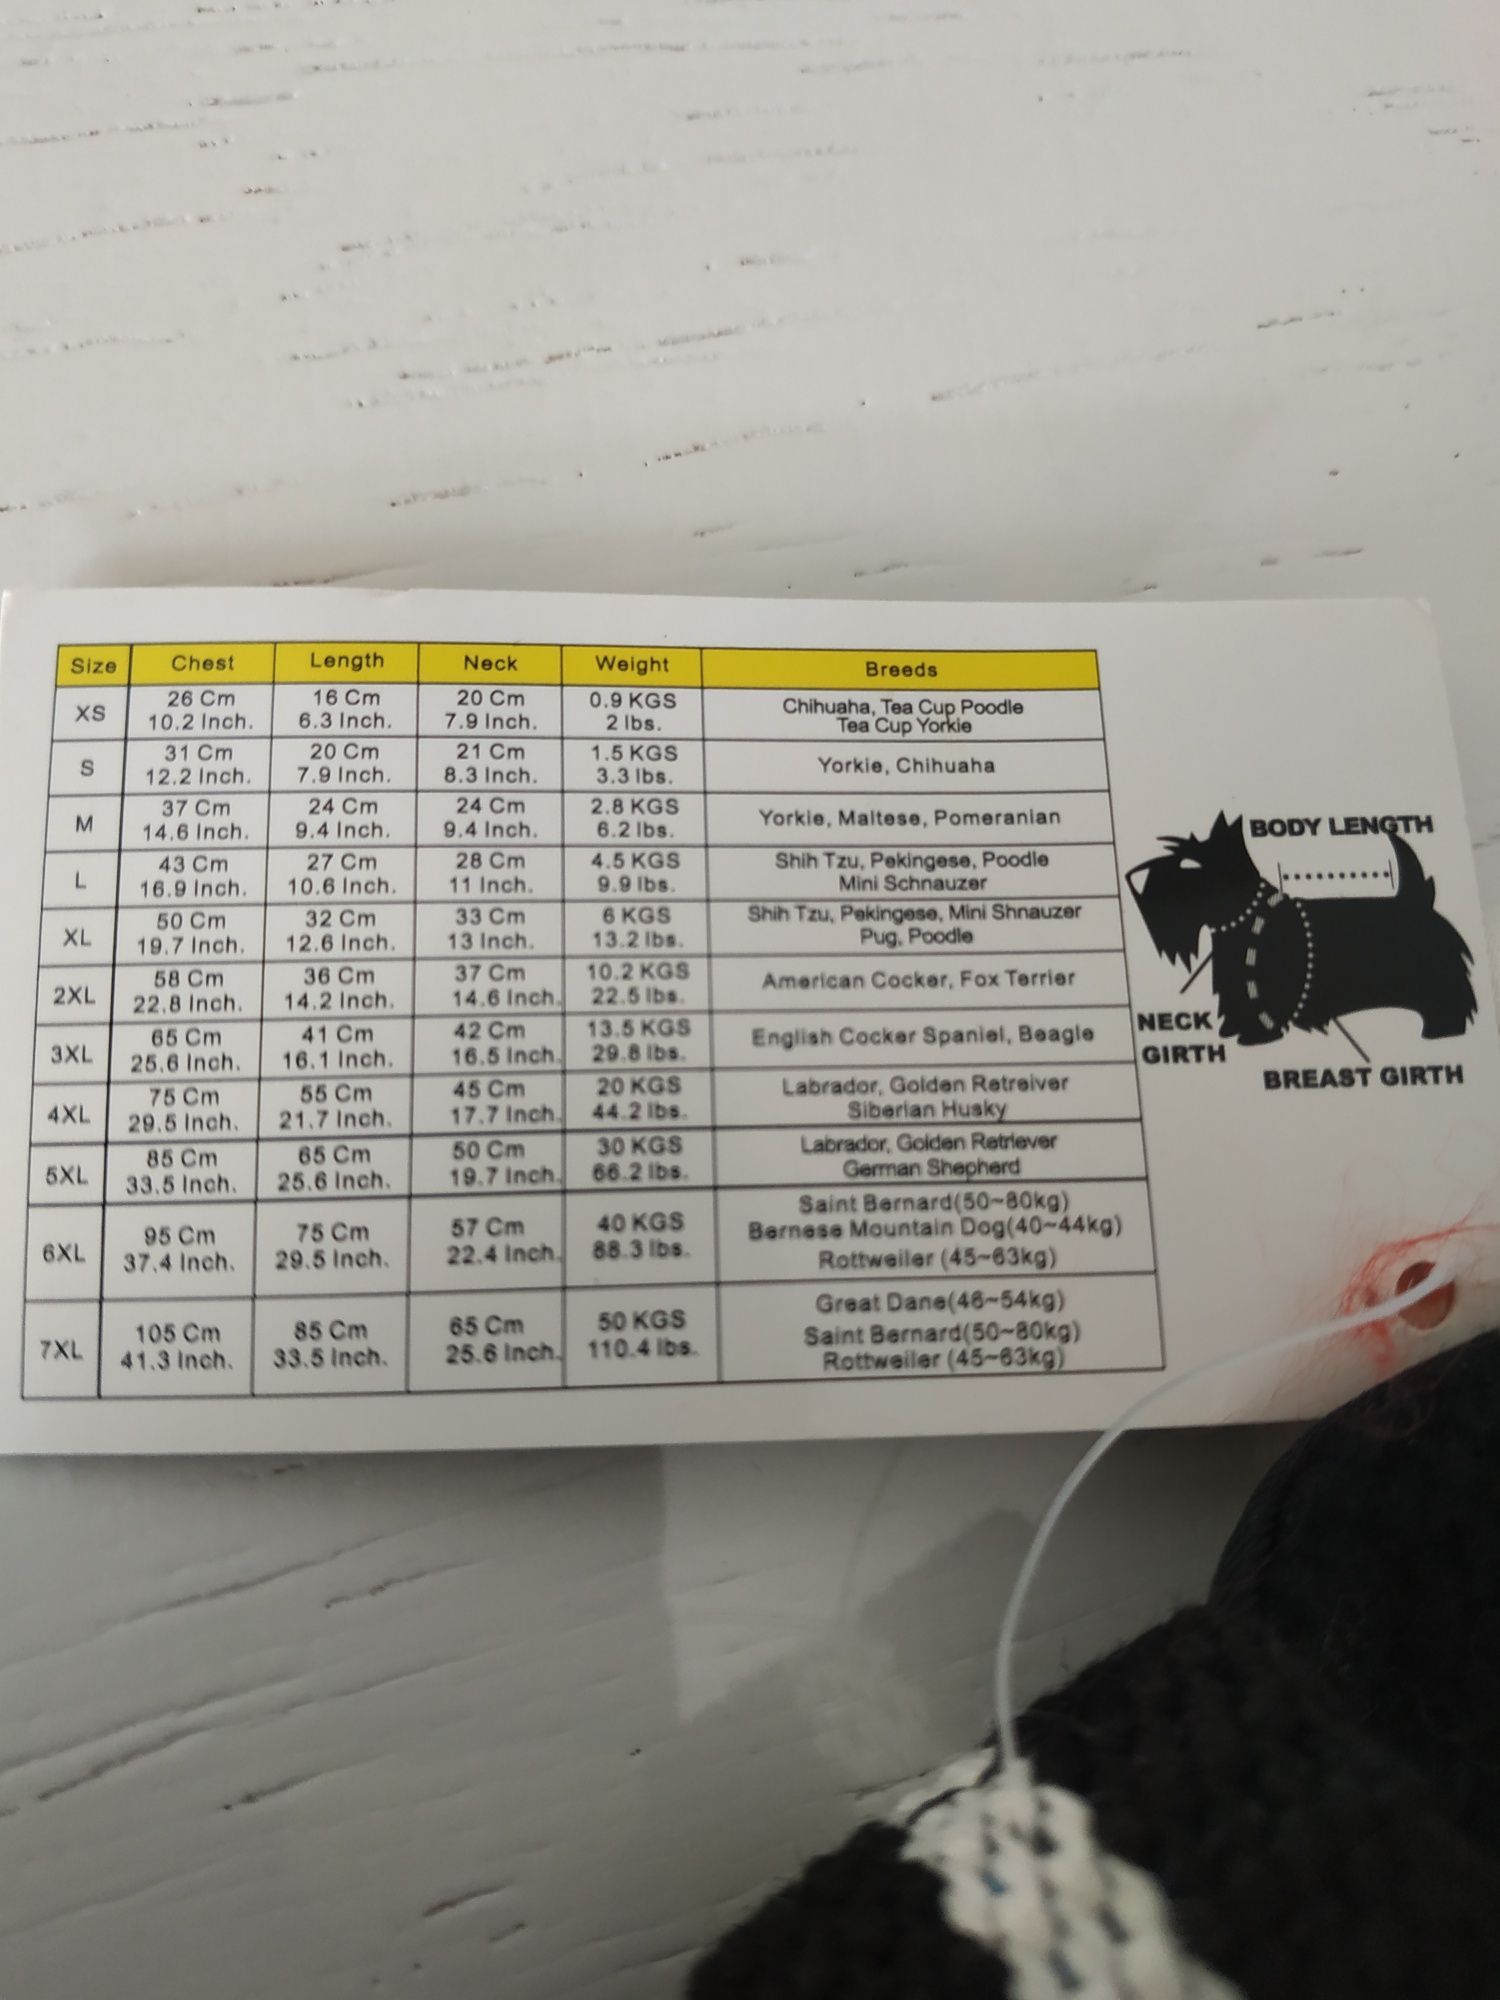 Size Chest Length Neck Weight Breeds
XS 26 Cm 16 Cm 20 Cm 0.9 KGS Chihuaha, Tea Cup Poodle
10.2 Inch. 6.3 Inch. 7.9 Inch. 2 lbs. Tea Cup Yorkie
S 31 Cm 20 Cm 21 Cm 1.5 KGS Yorkie, Chihuaha
12.2 Inch. 7.9 Inch. 8.3 Inch. 3.3 lbs.
M 37 Cm 24 Cm 24 Cm 2.8 KGS Yorkie, Maltese, Pomeranian
14.6 Inch. 9.4 Inch. 9.4 Inch. 6.2 lbs.
L 43 Cm 27 Cm 28 Cm 4.5 KGS Shih Tzu, Pekingese, Poodle
16.9 Inch. 10.6 Inch. 11 Inch. 9.9 lbs. Mini Schnauzer
XL 50 Cm 32 Cm 33 Cm 6 KGS Shih Tzu, Pekingese, Mini Shnauzer
19.7 Inch. 12.6 Inch. 13 Inch. 13.2 lbs. Pug, Poodle
2XL 58 Cm 36 Cm 37 Cm 10.2 KGS American Cocker, Fox Terrier
22.8 Inch. 14.2 Inch. 14.6 Inch. 22.5 lbs.
3XL 65 Cm 41 Cm 42 Cm 13.5 KGS English Cocker Spaniel, Beagle
25.6 Inch. 16.1 Inch. 16.5 Inch. 29.8 lbs.
4XL 75 Cm 55 Cm 45 Cm 20 KGS Labrador, Golden Retreiver
29.5 Inch. 21.7 Inch. 17.7 Inch. 44.2 lbs. Siberian Husky
5XL 85 Cm 65 Cm 50 Cm 30 KGS Labrador, Golden Retriever
33.5 Inch. 25.6 Inch. 19.7 Inch. 66.2 lbs. German Shepherd
Saint Bernard(50~80kg)
6XL 95 Cm 75 Cm 57 Cm 40 KGS Bernese Mountain Dog(40~44kg)
37.4 Inch. 29.5 Inch. 22.4 Inch. 88.3 lbs. Rottweiler (45~63kg)
Great Dane(46~54kg)
7XL 105 Cm 85 Cm 65 Cm 50 KGS Saint Bernard(50~80kg)
41.3 Inch. 33.5 Inch. 25.6 Inch. 110.4 lbs. Rottweiler (45~63kg)
BODY LENGTH
NECK
GIRTH
BREAST GIRTH